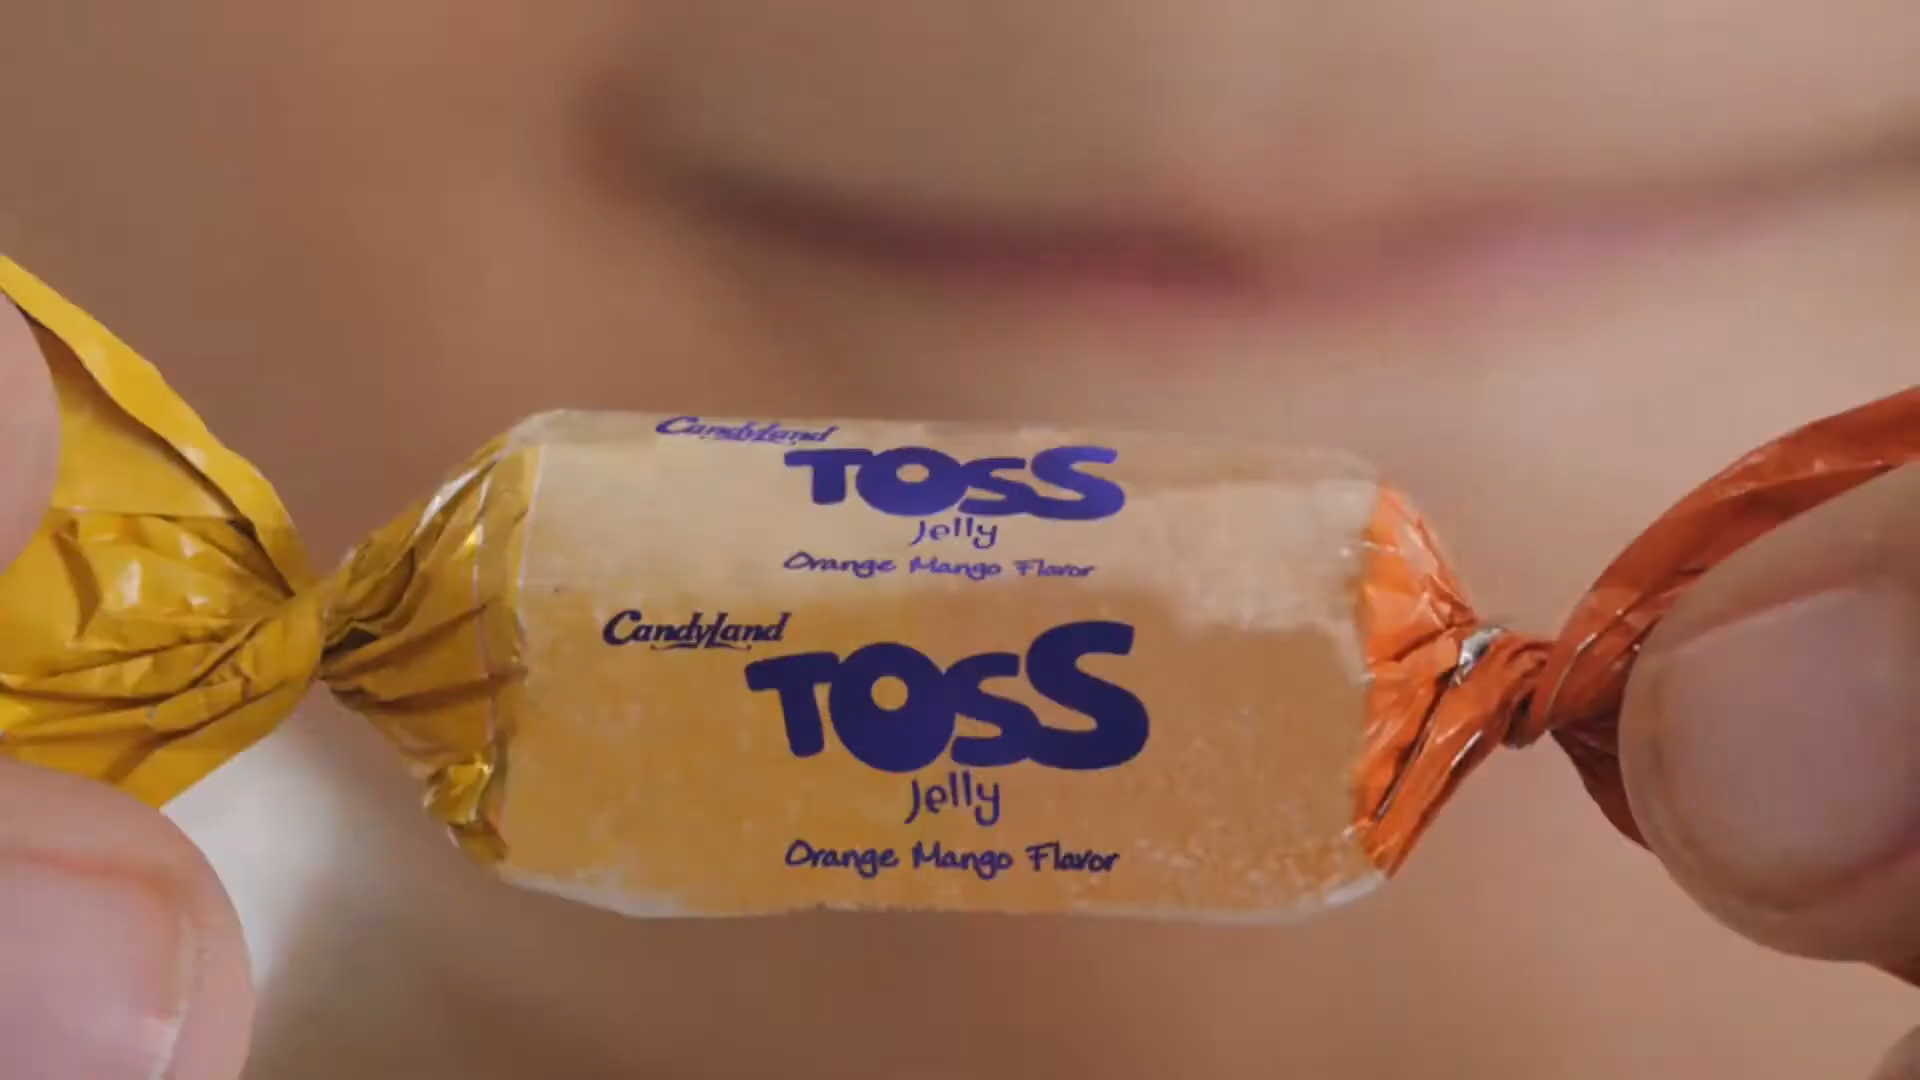 CandyLand
TOSS
Jelly
Orange Mango Flavor
CandyLand
TOSS
Jelly
Orange Mango Flavor